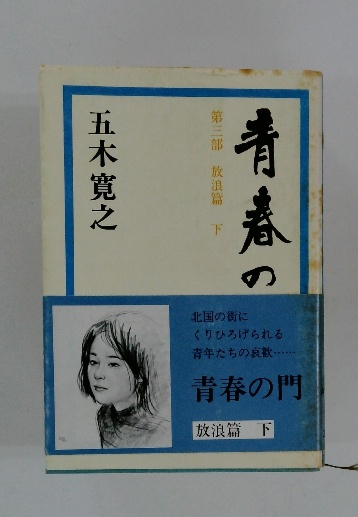 青春の
第三部 放浪篇 下
五木寛之
北国の街に
くりひろげられる
青年たちの哀歓……
青春の門
放浪篇 下